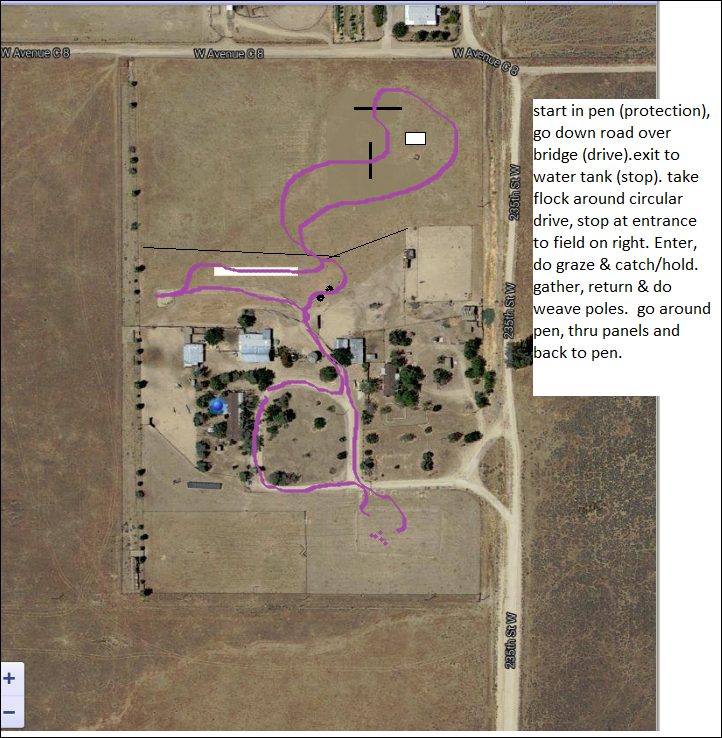 W Avenue C 8
W Avenue C 8
W Avenue C 8
start in pen (protection),
go down road over
bridge (drive).exit to
water tank (stop). take
flock around circular
drive, stop at entrance
to field on right. Enter,
do graze & catch/hold.
gather, return & do
weave poles.  go around
pen, thru panels and
back to pen.
235th St W
235th St W
235th St W
+
−